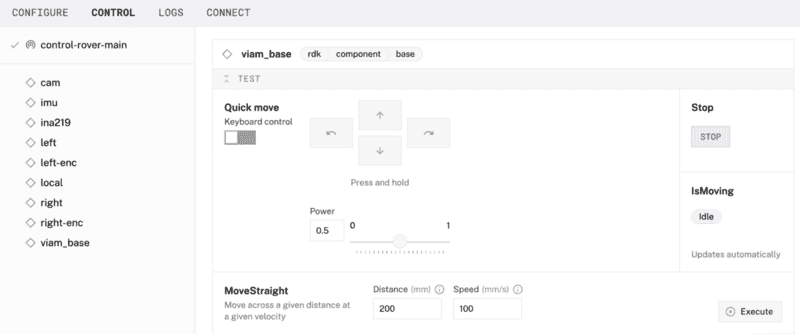 CONFIGURE CONTROL LOGS CONNECT
control-rover-main
cam
imu
ina219
left
left-enc
local
right
right-enc
viam_base
viam_base rdk component base
TEST
Quick move
Keyboard control
Press and hold
Power
0.5
0 1
Stop
STOP
IsMoving
Idle
Updates automatically
MoveStraight
Move across a given distance at
a given velocity
Distance (mm) Speed (mm/s)
200 100
Execute